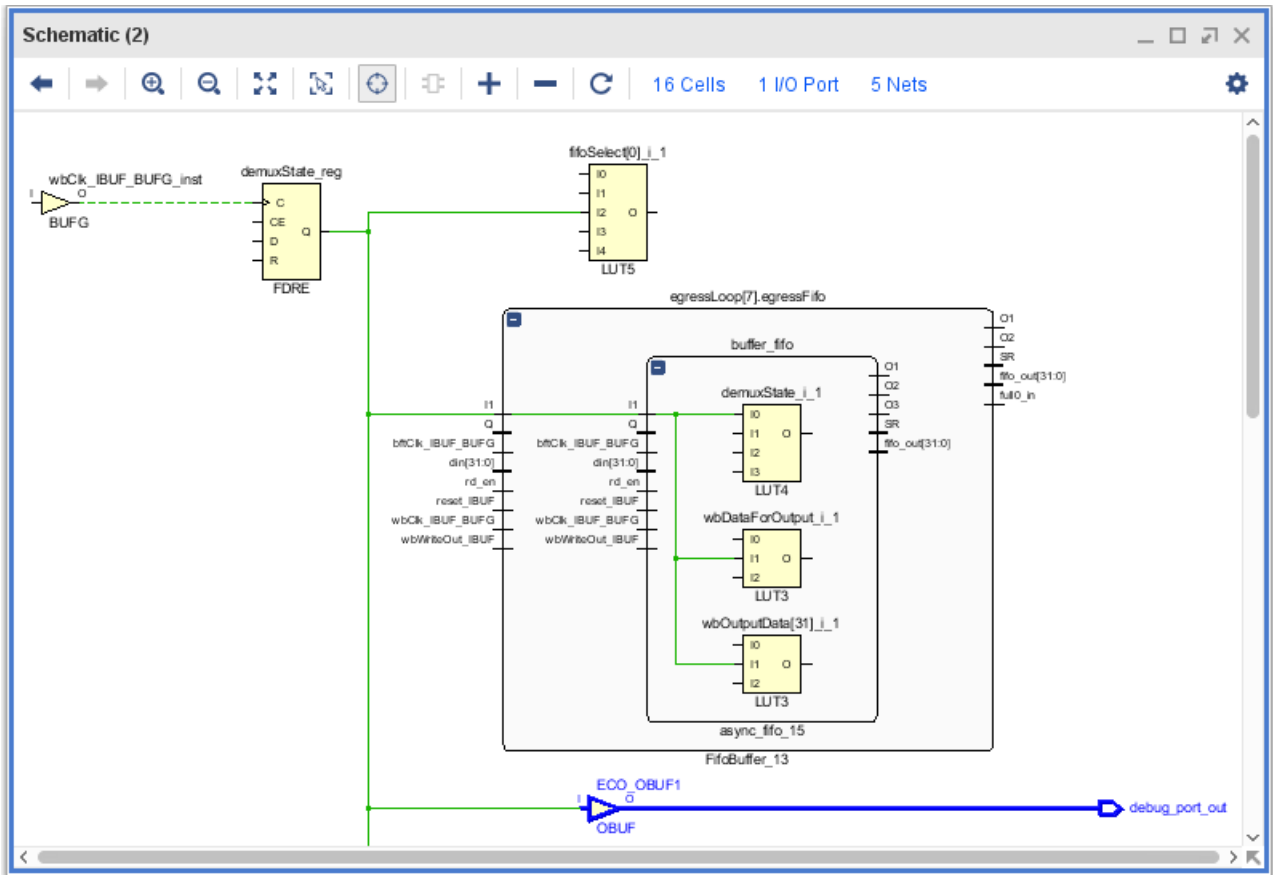 Schematic (2)
16 Cells 1 I/O Port 5 Nets
wbClk_IBUF_BUFG_inst
I
O
BUFG
demuxState_reg
C
CE
D
R
Q
FDRE
fifoSelect[0]_i_1
I0
I1
I2
I3
I4
O
LUT5
egressLoop[7].egressFifo
I1
Q
bftClk_IBUF_BUFG
din[31:0]
rd_en
reset_IBUF
wbClk_IBUF_BUFG
wbWriteOut_IBUF
O1
O2
SR
fifo_out[31:0]
full0_in
buffer_fifo
I1
Q
bftClk_IBUF_BUFG
din[31:0]
rd_en
reset_IBUF
wbClk_IBUF_BUFG
wbWriteOut_IBUF
O1
O2
O3
SR
fifo_out[31:0]
demuxState_i_1
I0
I1
I2
I3
O
LUT4
wbDataForOutput_i_1
I0
I1
I2
O
LUT3
wbOutputData[31]_i_1
I0
I1
I2
O
LUT3
async_fifo_15
FifoBuffer_13
ECO_OBUF1
I
O
OBUF
debug_port_out